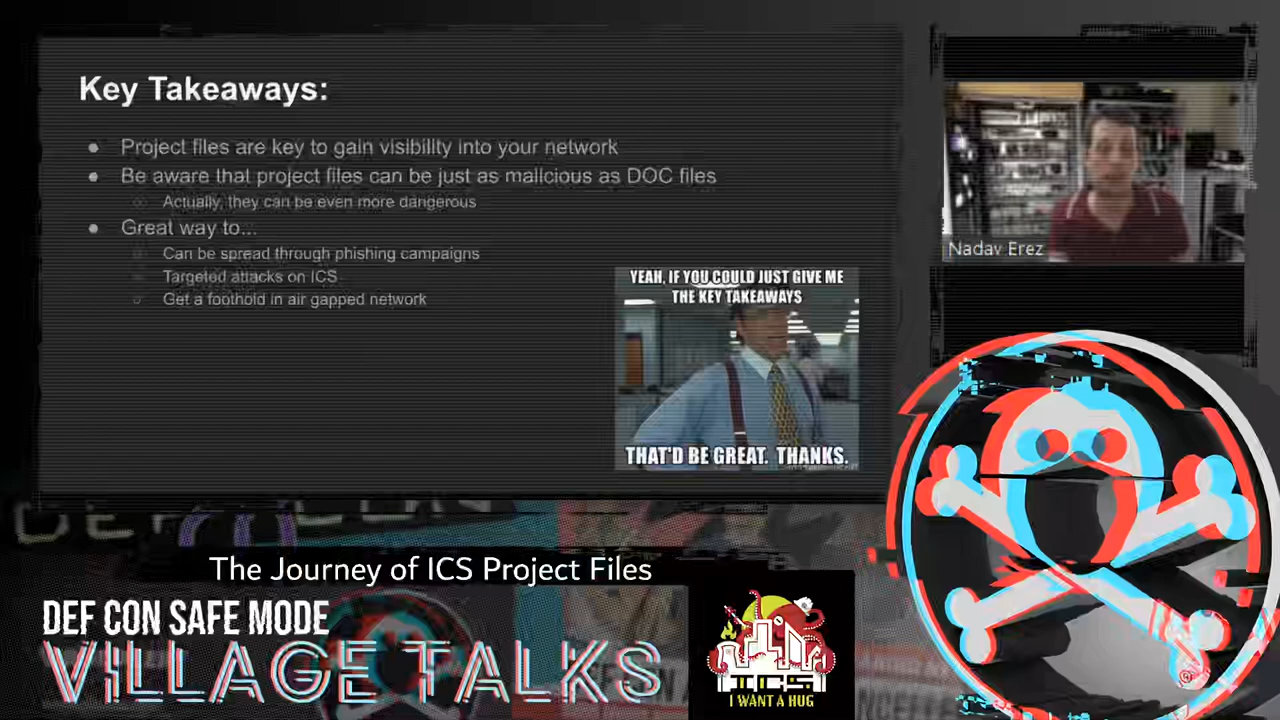 Key Takeaways:
● Project files are key to gain visibility into your network
● Be aware that project files can be just as malicious as DOC files
○ Actually, they can be even more dangerous
● Great way to...
○ Can be spread through phishing campaigns
○ Targeted attacks on ICS
○ Get a foothold in air gapped network
YEAH, IF YOU COULD JUST GIVE ME
THE KEY TAKEAWAYS
THAT'D BE GREAT. THANKS.
Nadav Erez
The Journey of ICS Project Files
DEF CON SAFE MODE
VILLAGE TALKS
ICS
I WANT A HUG
DEF CON